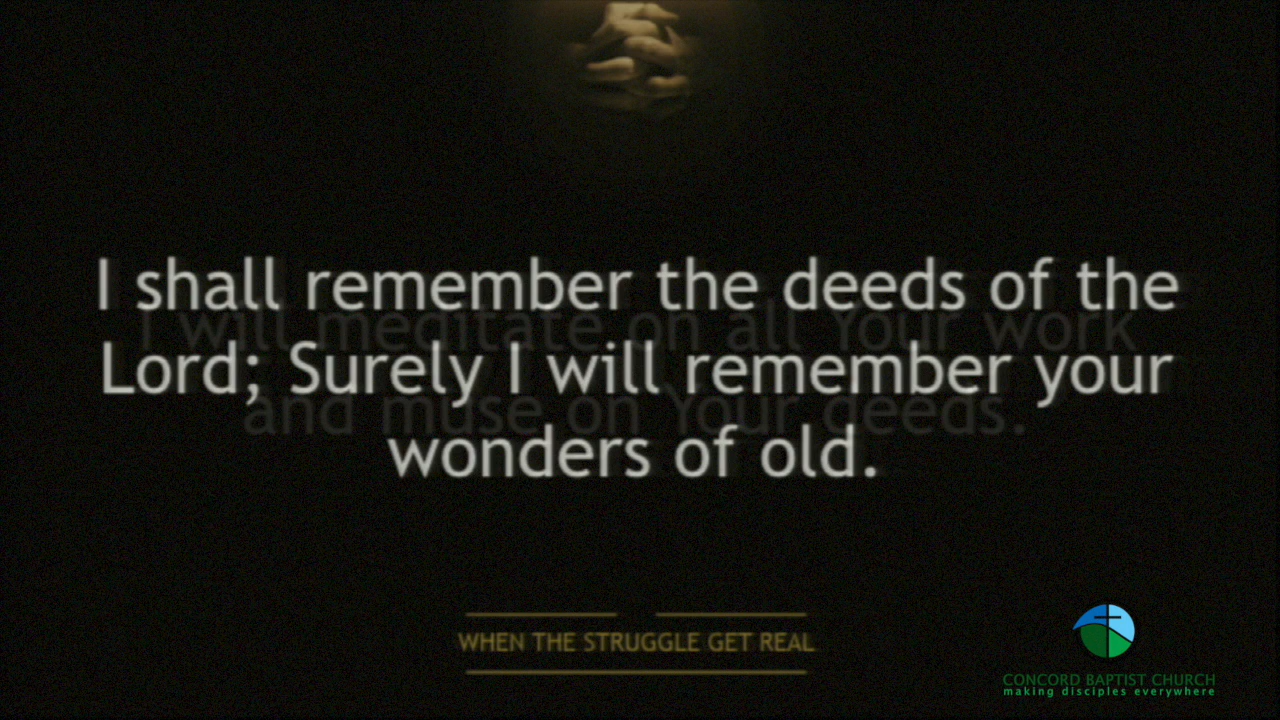 I shall remember the deeds of the
I will meditate on all Your work
Lord; Surely I will remember your
and muse on Your deeds.
wonders of old.
WHEN THE STRUGGLE GET REAL
CONCORD BAPTIST CHURCH
making disciples everywhere